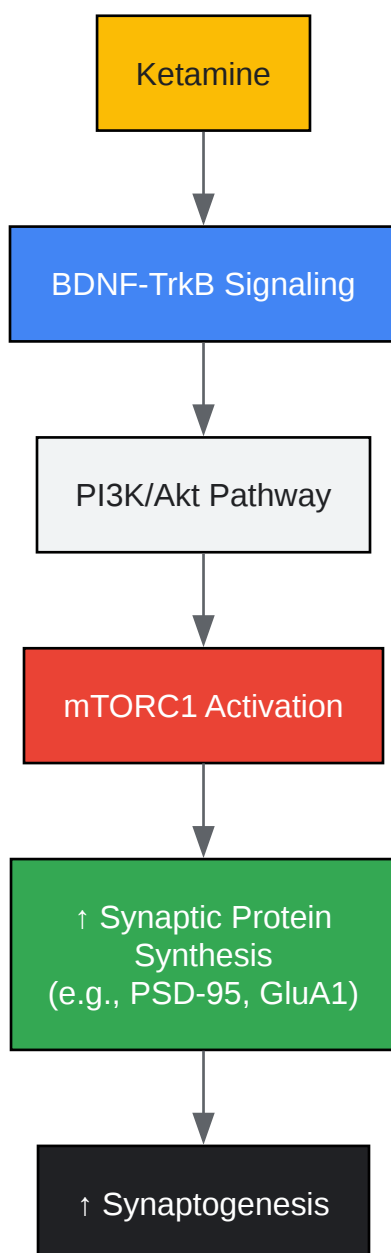 Ketamine
BDNF-TrkB Signaling
PI3K/Akt Pathway
mTORC1 Activation
↑ Synaptic Protein
Synthesis
(e.g., PSD-95, GluA1)
↑ Synaptogenesis